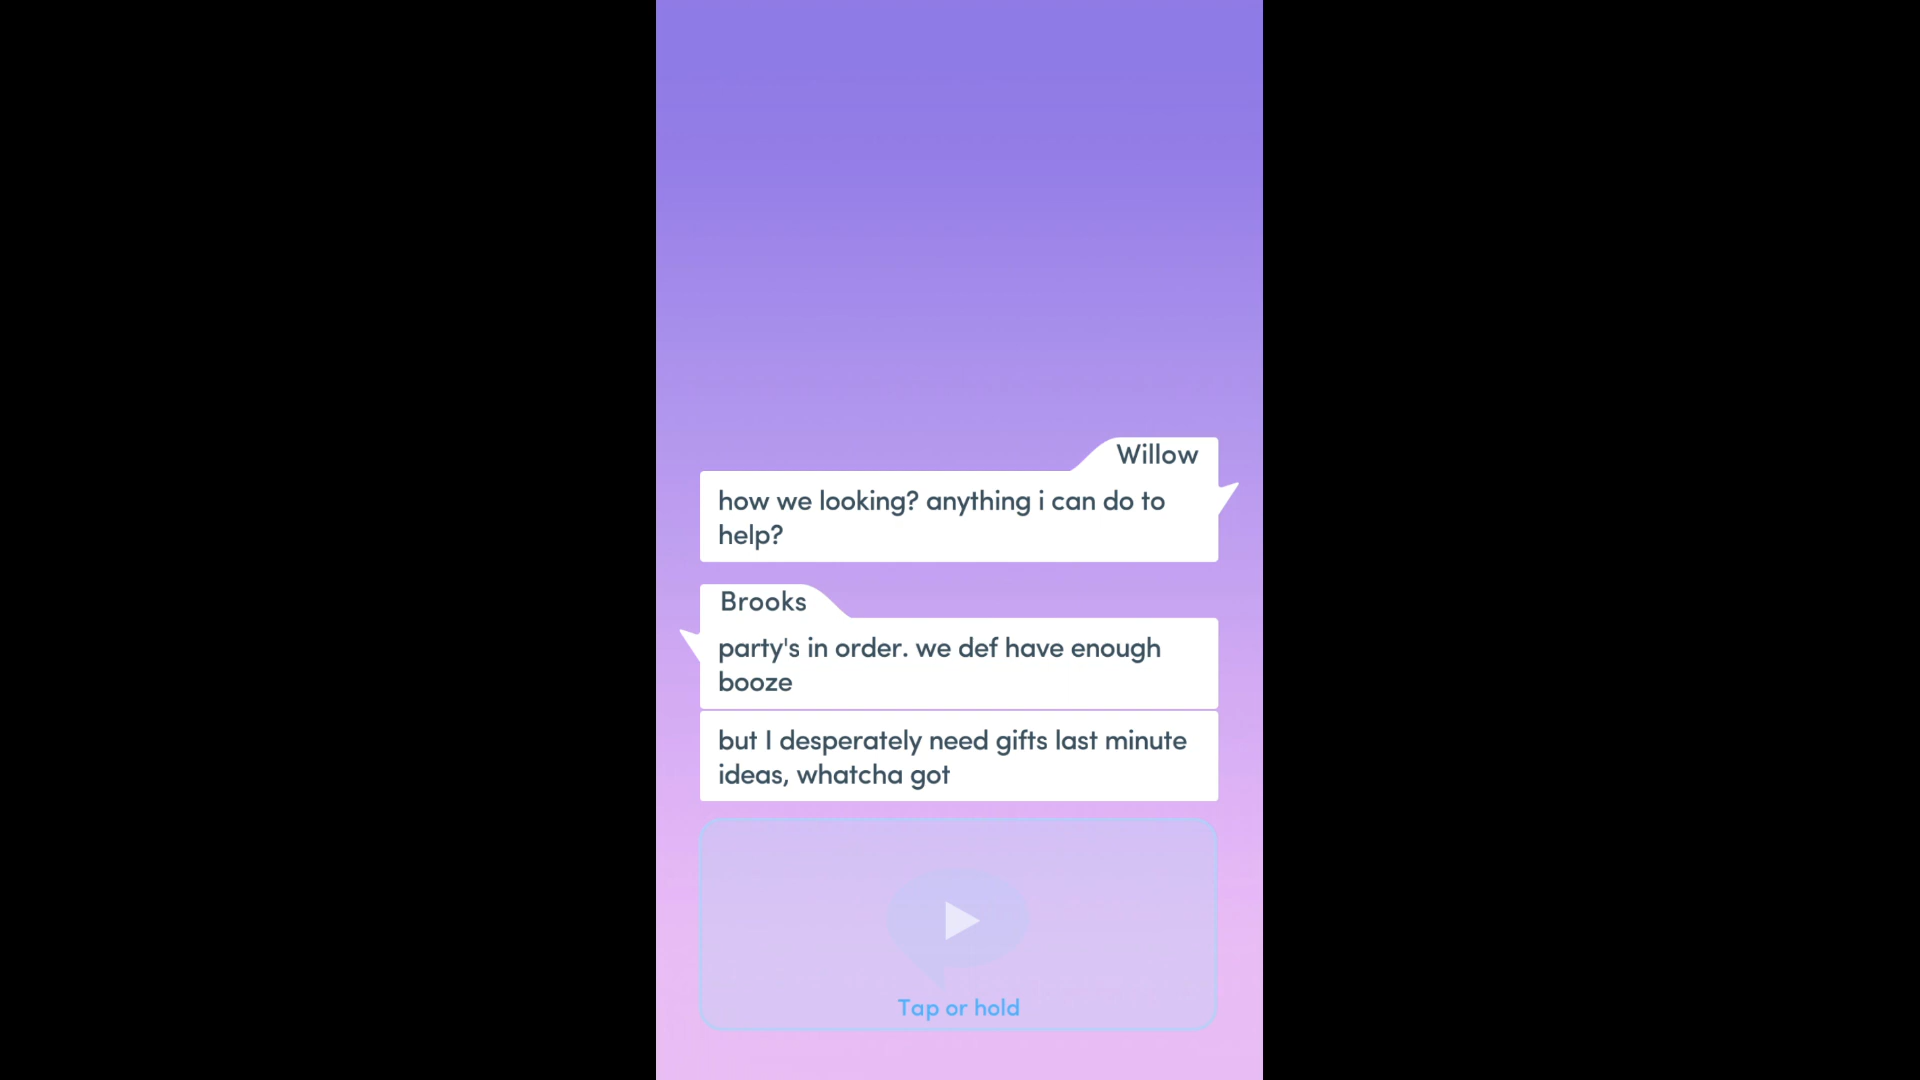 Willow
how we looking? anything i can do to
help?
Brooks
party's in order. we def have enough
booze
but I desperately need gifts last minute
ideas, whatcha got
Tap or hold